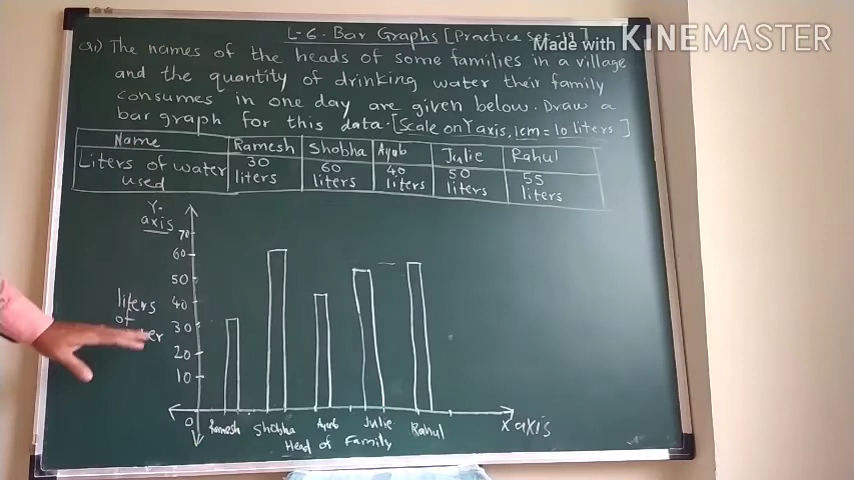 L-6. Bar Graphs [Practice Set-19]
Made with KINEMASTER
Q1) The names of the heads of some families in a village
and the quantity of drinking water their family
consumes in one day are given below. Draw a
bar graph for this data. [Scale on Y axis, 1cm = 10 liters]
Name Ramesh Shobha Ayub Julie Rahul
Liters of water used 30 liters 60 liters 40 liters 50 liters 55 liters
Y-
axis
70
60
50
liters
40
of
30
20
10
0
Ramesh Shobha Ayub Julie Rahul
X axis
Head of Family